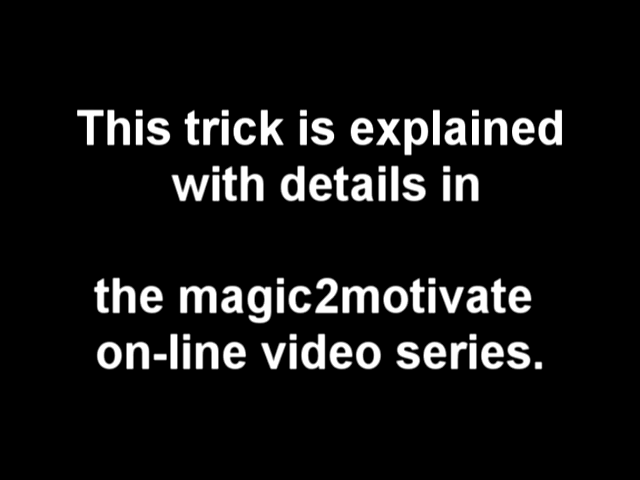 This trick is explained
with details in
the magic2motivate
on-line video series.